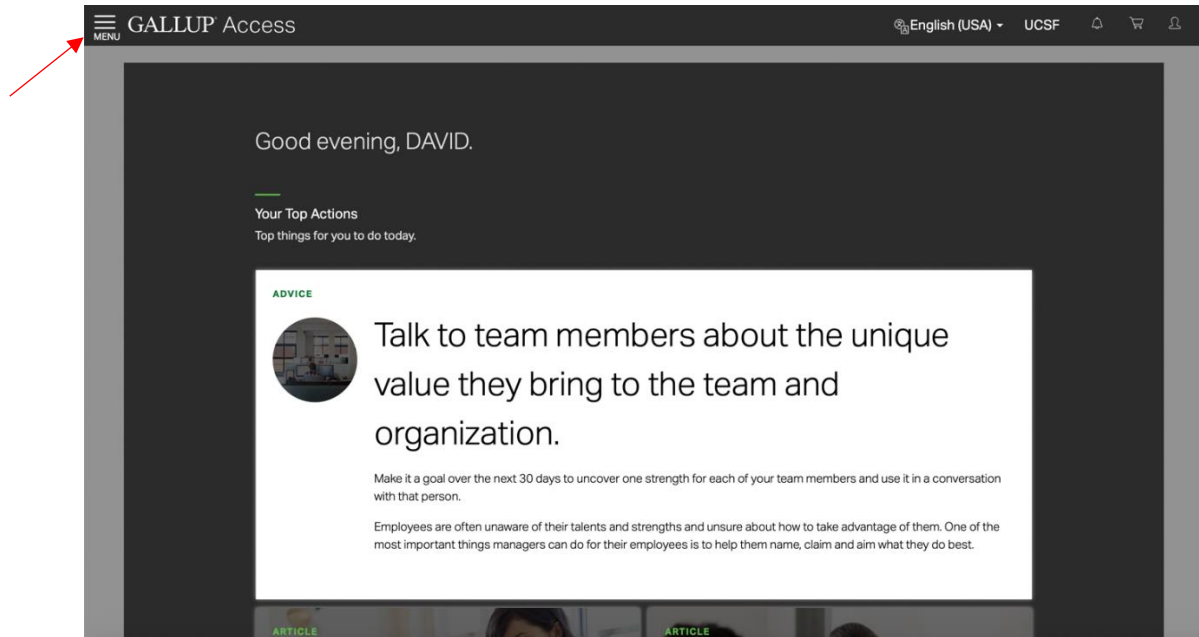 MENU GALLUP® Access English (USA) UCSF
Good evening, DAVID.
Your Top Actions
Top things for you to do today.
ADVICE
Talk to team members about the unique
value they bring to the team and
organization.
Make it a goal over the next 30 days to uncover one strength for each of your team members and use it in a conversation
with that person.
Employees are often unaware of their talents and strengths and unsure about how to take advantage of them. One of the
most important things managers can do for their employees is to help them name, claim and aim what they do best.
ARTICLE ARTICLE